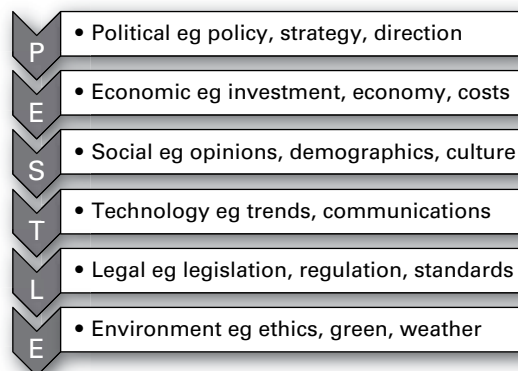 P • Political eg policy, strategy, direction
E • Economic eg investment, economy, costs
S • Social eg opinions, demographics, culture
T • Technology eg trends, communications
L • Legal eg legislation, regulation, standards
E • Environment eg ethics, green, weather